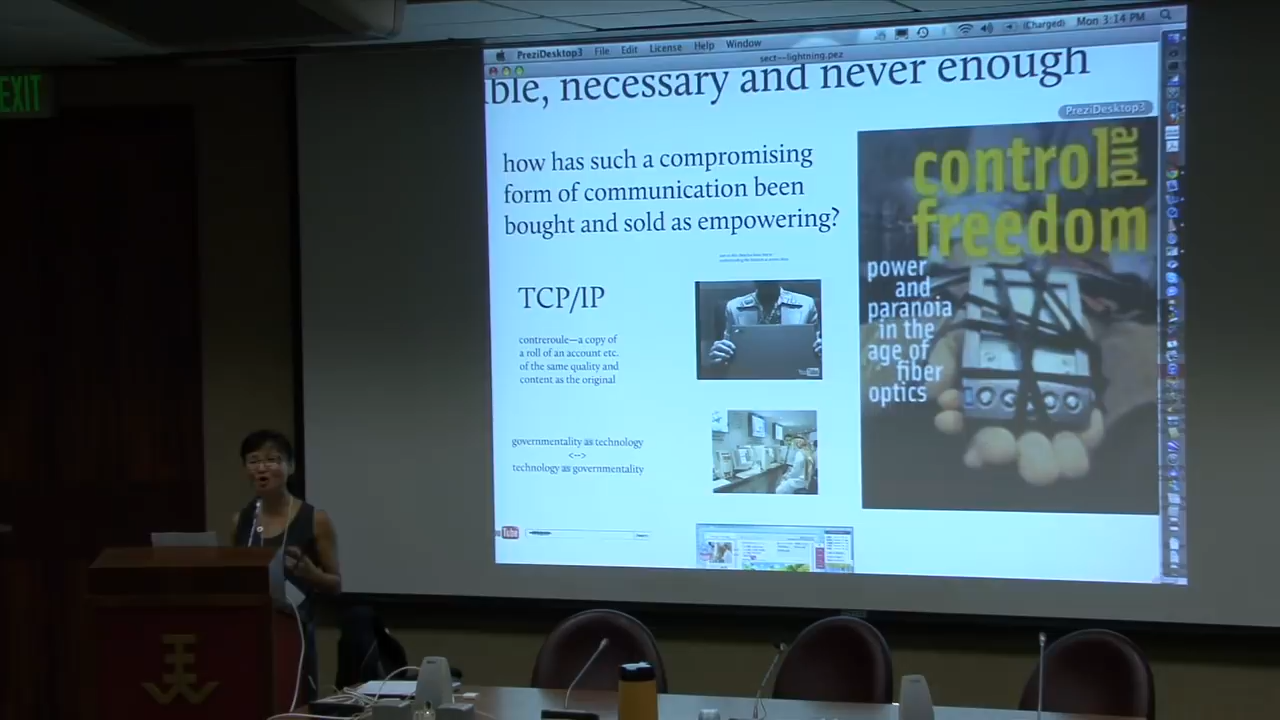 EXIT
PreziDesktop3 File Edit License Help Window
(Charged) Mon 3:14 PM
sect--lightning.pez
ble, necessary and never enough
PreziDesktop3
how has such a compromising
form of communication been
bought and sold as empowering?
TCP/IP
contreroule—a copy of
a roll of an account etc.
of the same quality and
content as the original
governmentality as technology
<-->
technology as governmentality
Tube
control
and
freedom
power
and
paranoia
in the
age of
fiber
optics